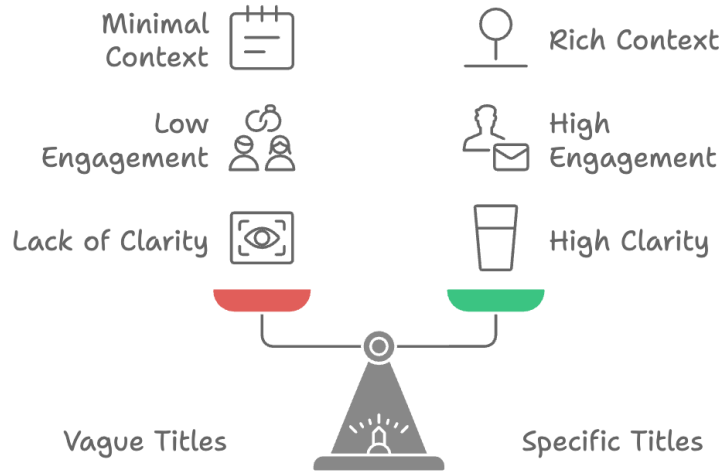 Minimal
Context
Rich Context
Low
Engagement
High
Engagement
Lack of Clarity
High Clarity
Vague Titles
Specific Titles